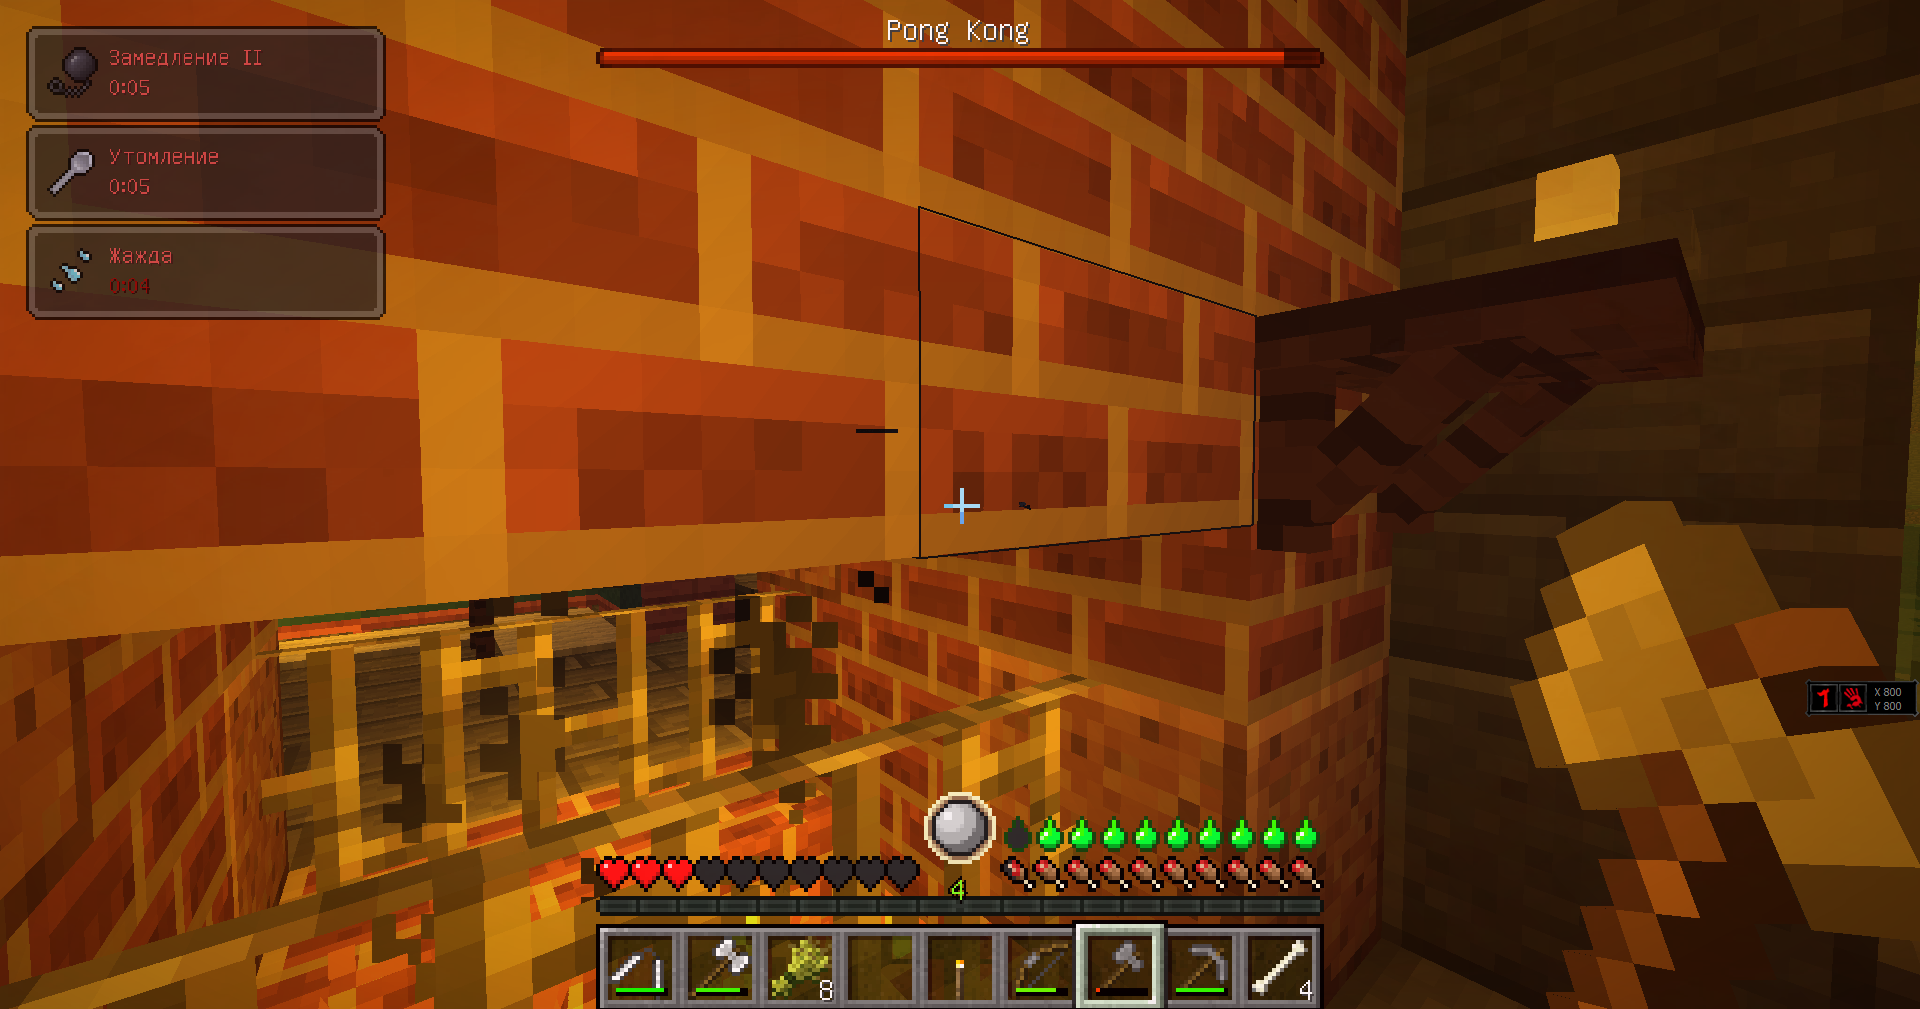 Pong Kong
Замедление II
0:05
Утомление
0:05
Жажда
0:04
X 800
Y 800
4
8
4